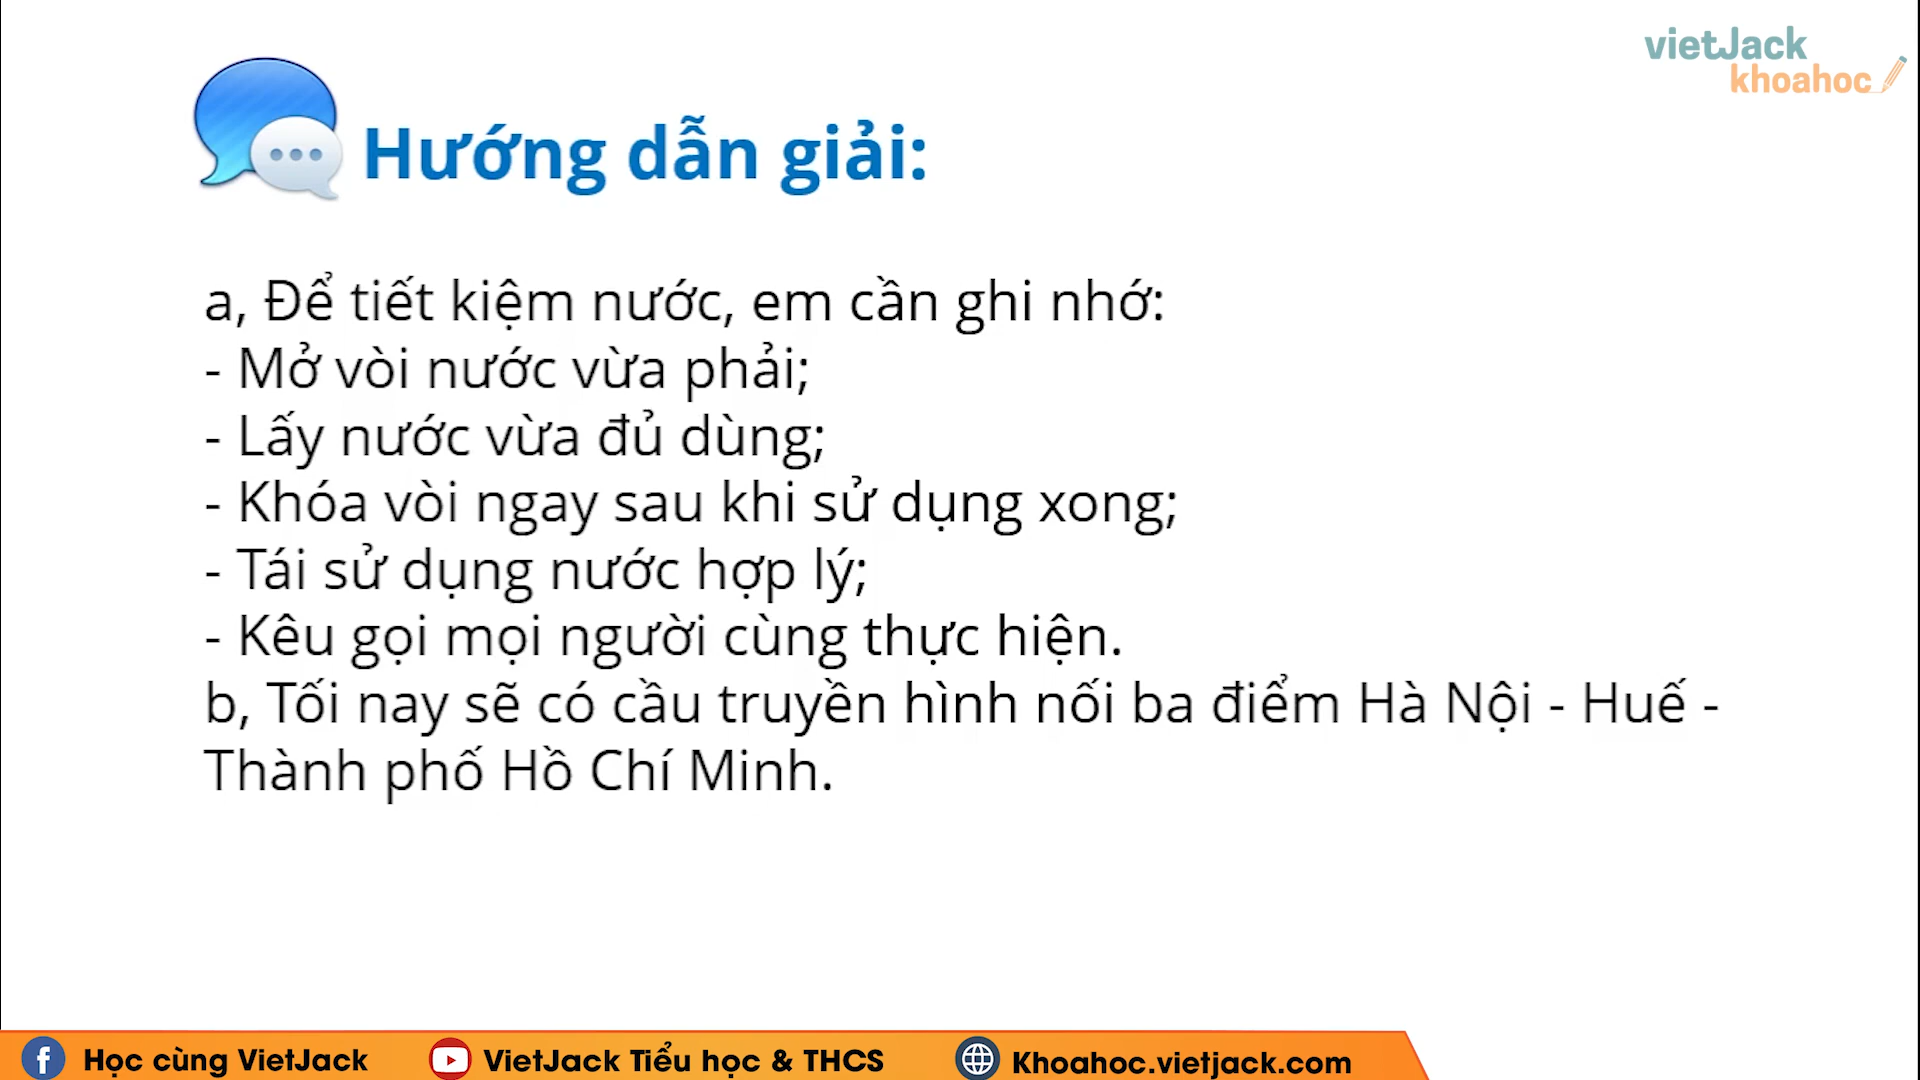 vietJack
khoahoc
Hướng dẫn giải:
a, Để tiết kiệm nước, em cần ghi nhớ:
- Mở vòi nước vừa phải;
- Lấy nước vừa đủ dùng;
- Khóa vòi ngay sau khi sử dụng xong;
- Tái sử dụng nước hợp lý;
- Kêu gọi mọi người cùng thực hiện.
b, Tối nay sẽ có cầu truyền hình nối ba điểm Hà Nội - Huế -
Thành phố Hồ Chí Minh.
Học cùng VietJack
VietJack Tiểu học & THCS
Khoahoc.vietjack.com